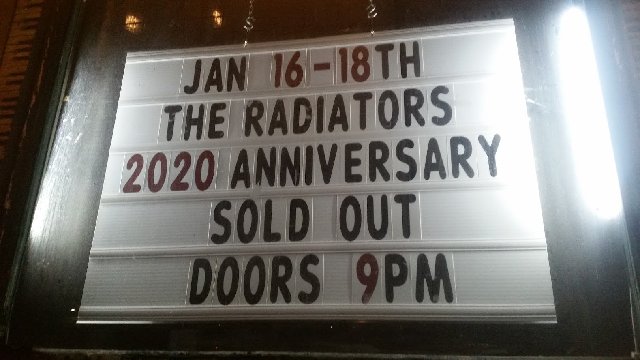 JAN 16-18TH
THE RADIATORS
2020 ANNIVERSARY
SOLD OUT
DOORS 9PM